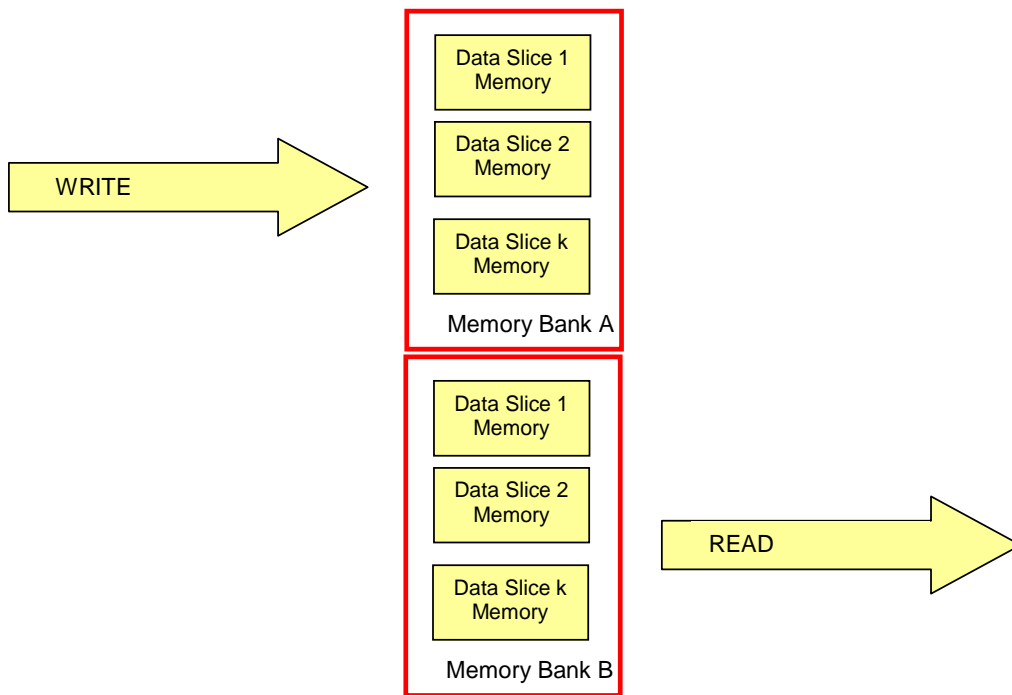 Data Slice 1
Memory
Data Slice 2
Memory
WRITE
Data Slice k
Memory
Memory Bank A
Data Slice 1
Memory
Data Slice 2
Memory
READ
Data Slice k
Memory
Memory Bank B